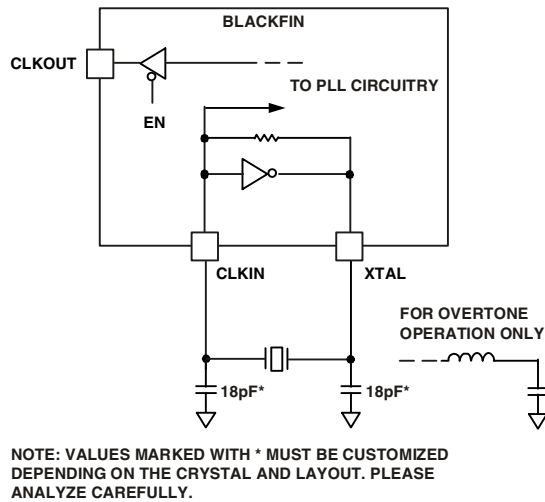 BLACKFIN
CLKOUT
TO PLL CIRCUITRY
EN
CLKIN
XTAL
FOR OVERTONE
OPERATION ONLY
18pF*
18pF*
NOTE: VALUES MARKED WITH * MUST BE CUSTOMIZED
DEPENDING ON THE CRYSTAL AND LAYOUT. PLEASE
ANALYZE CAREFULLY.